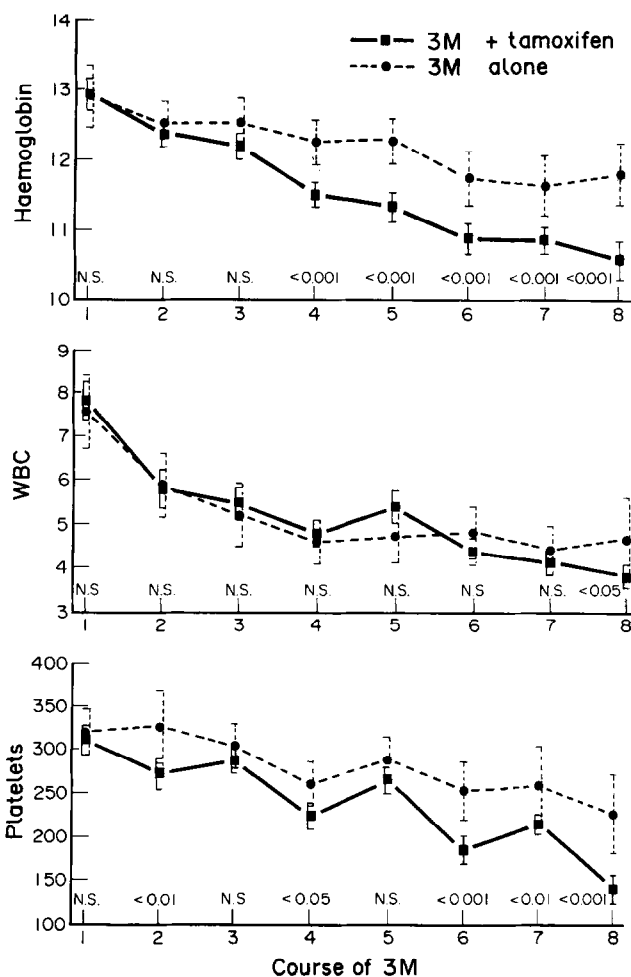 3M + tamoxifen
3M alone
Haemoglobin
13
12
11
10
N.S. N.S. N.S. <0.001 <0.001 <0.001 <0.001 <0.001
1 2 3 4 5 6 7 8
WBC
9
8
7
6
5
4
3
N.S N.S. N.S. N.S. N.S. N.S N.S. <0.05
1 2 3 4 5 6 7 8
Platelets
400
350
300
250
200
150
100
N.S. <0.01 N.S <0.05 N.S. <0.001 <0.01 <0.001
1 2 3 4 5 6 7 8
Course of 3M